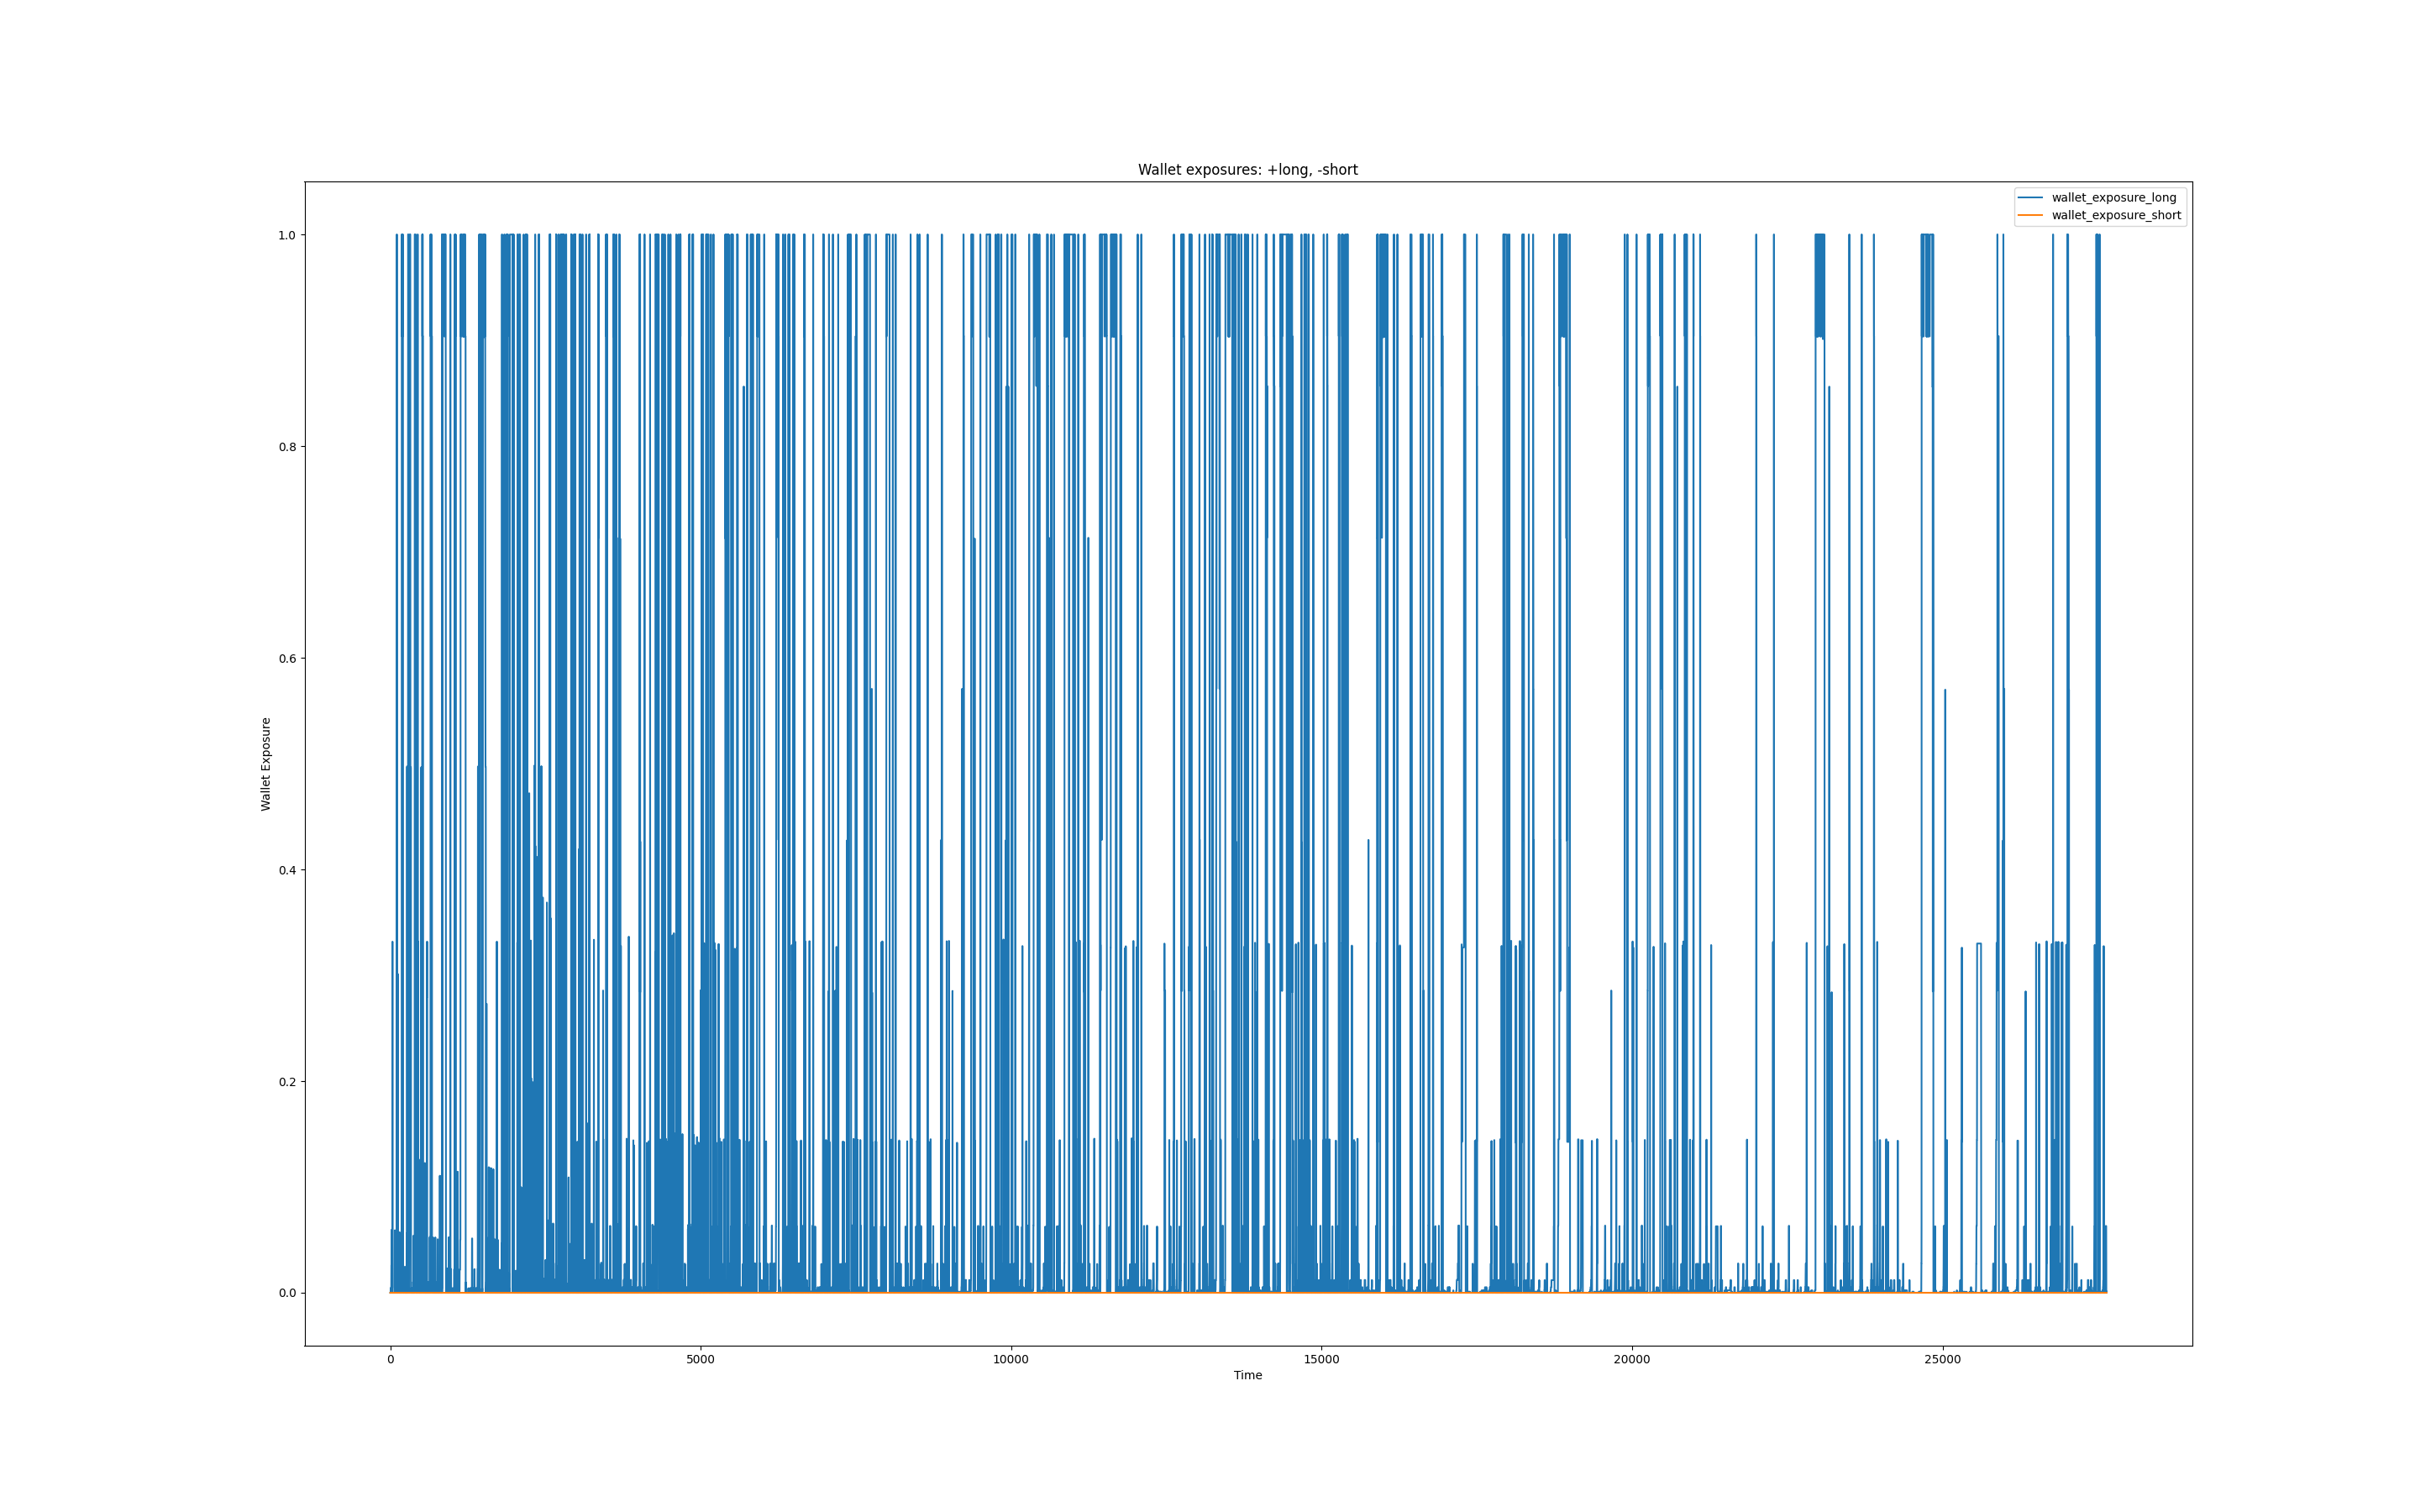 Wallet exposures: +long, -short
wallet_exposure_long
wallet_exposure_short
1.0
0.8
0.6
0.4
0.2
0.0
Wallet Exposure
0 5000 10000 15000 20000 25000
Time